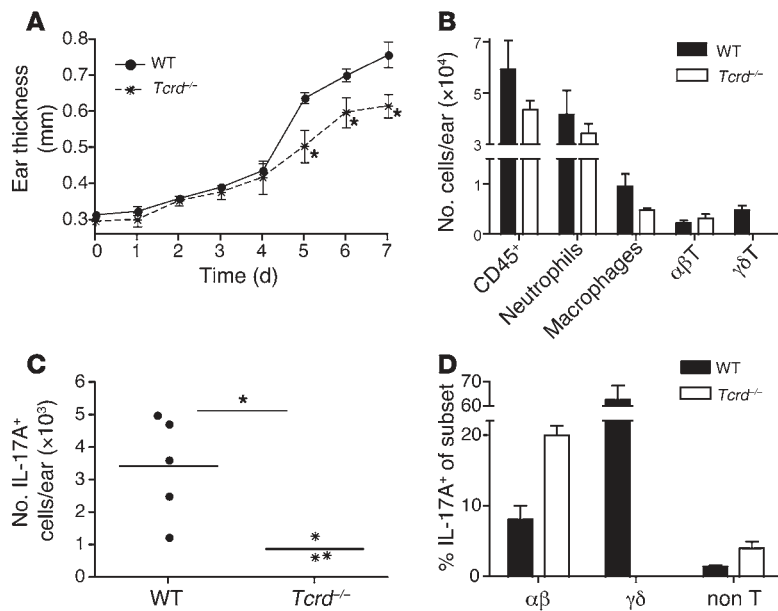 A
Ear thickness
(mm)
0.8
0.7
0.6
0.5
0.4
0.3
WT
Tcrd⁻/⁻
*
*
*
0 1 2 3 4 5 6 7
Time (d)
B
No. cells/ear (×10⁴)
7
5
3
1
0
WT
Tcrd⁻/⁻
CD45⁺
Neutrophils
Macrophages
αβT
γδT
C
No. IL-17A⁺
cells/ear (×10³)
6
5
4
3
2
1
0
*
WT Tcrd⁻/⁻
D
% IL-17A⁺ of subset
70
60
20
10
0
WT
Tcrd⁻/⁻
αβ γδ non T